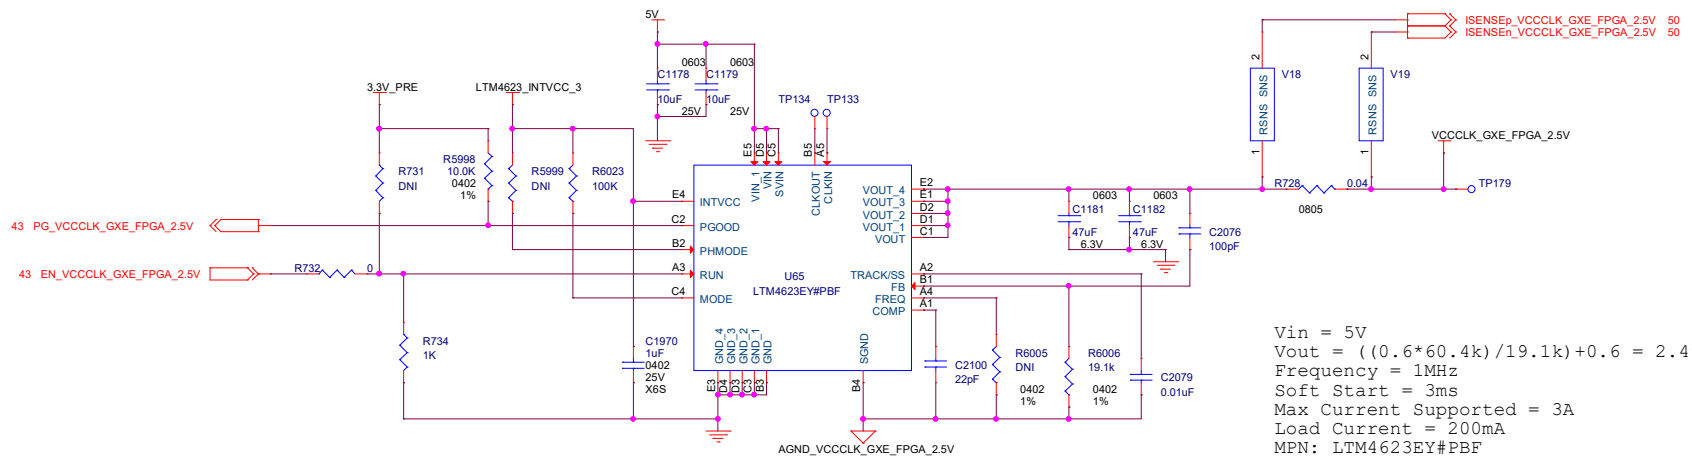 5V
ISENSEp_VCCCLK_GXE_FPGA_2.5V 50
ISENSEn_VCCCLK_GXE_FPGA_2.5V 50
0603 0603
C1178 C1179
10uF 10uF
25V 25V
2 V18
RSNS SNS
1
2 V19
RSNS SNS
1
3.3V_PRE
LTM4623_INTVCC_3
TP134 TP133
VCCCLK_GXE_FPGA_2.5V
R731
DNI
R5998
10.0K
0402
1%
R5999
DNI
R6023
100K
E5 D5 C5 B5 A5
VIN_1 VIN SVIN CLKOUT CLKIN
E4 INTVCC
C2 PGOOD
B2 PHMODE
A3 RUN
C4 MODE
U65
LTM4623EY#PBF
VOUT_4 E2
VOUT_3 E1
VOUT_2 D2
VOUT_1 D1
VOUT C1
TRACK/SS A2
FB B1
FREQ A4
COMP A1
GND_4 GND_3 GND_2 GND_1 GND SGND
E3 D4 D3 C3 B3 B4
R728 0.04
0805
TP179
0603 0603
C1181 C1182
47uF 47uF
6.3V 6.3V
C2076
100pF
43 PG_VCCCLK_GXE_FPGA_2.5V
43 EN_VCCCLK_GXE_FPGA_2.5V
R732 0
R734
1K
C1970
1uF
0402
25V
X6S
C2100
22pF
R6005
DNI
0402
1%
R6006
19.1k
0402
1%
C2079
0.01uF
AGND_VCCCLK_GXE_FPGA_2.5V
Vin = 5V
Vout = ((0.6*60.4k)/19.1k)+0.6 = 2.4
Frequency = 1MHz
Soft Start = 3ms
Max Current Supported = 3A
Load Current = 200mA
MPN: LTM4623EY#PBF